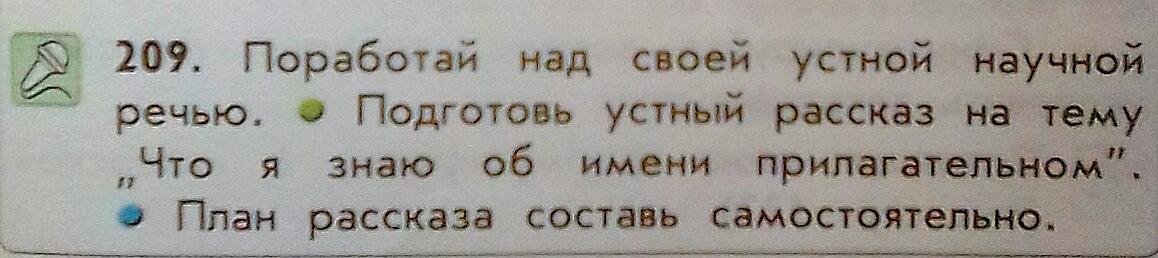 209. Поработай над своей устной научной
речью. ● Подготовь устный рассказ на тему
„Что я знаю об имени прилагательном”.
● План рассказа составь самостоятельно.